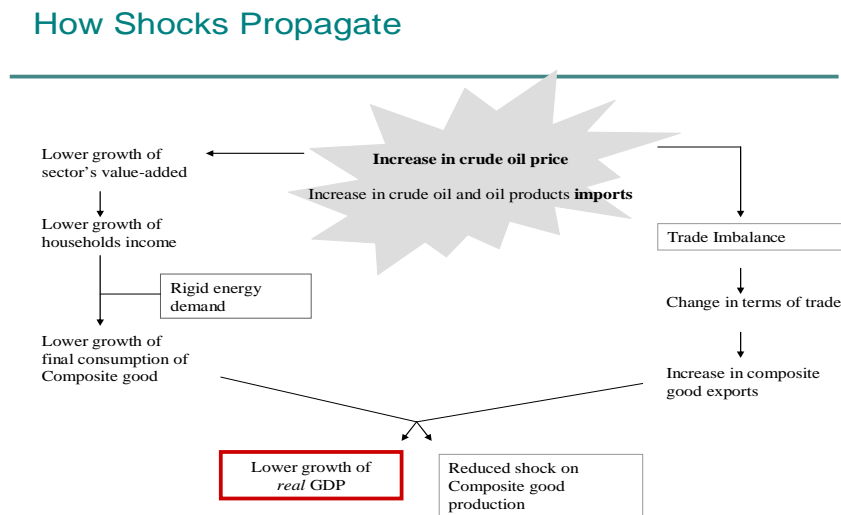 How Shocks Propagate
Increase in crude oil price
Increase in crude oil and oil products imports
Lower growth of
sector's value-added
Lower growth of
households income
Rigid energy
demand
Lower growth of
final consumption of
Composite good
Trade Imbalance
Change in terms of trade
Increase in composite
good exports
Lower growth of
real GDP
Reduced shock on
Composite good
production